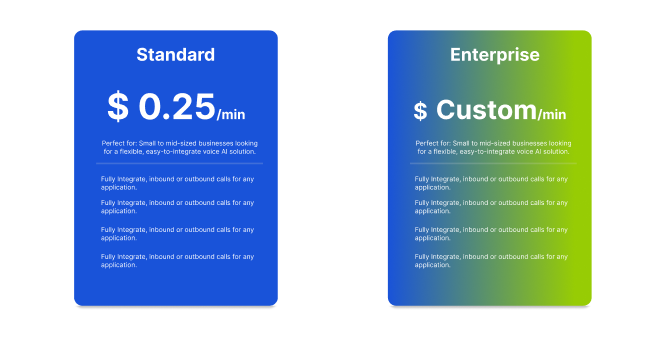 Standard
$ 0.25/min
Perfect for: Small to mid-sized businesses looking
for a flexible, easy-to-integrate voice AI solution.
Fully Integrate, inbound or outbound calls for any
application.
Fully Integrate, inbound or outbound calls for any
application.
Fully Integrate, inbound or outbound calls for any
application.
Fully Integrate, inbound or outbound calls for any
application.
Enterprise
$ Custom/min
Perfect for: Small to mid-sized businesses looking
for a flexible, easy-to-integrate voice AI solution.
Fully Integrate, inbound or outbound calls for any
application.
Fully Integrate, inbound or outbound calls for any
application.
Fully Integrate, inbound or outbound calls for any
application.
Fully Integrate, inbound or outbound calls for any
application.